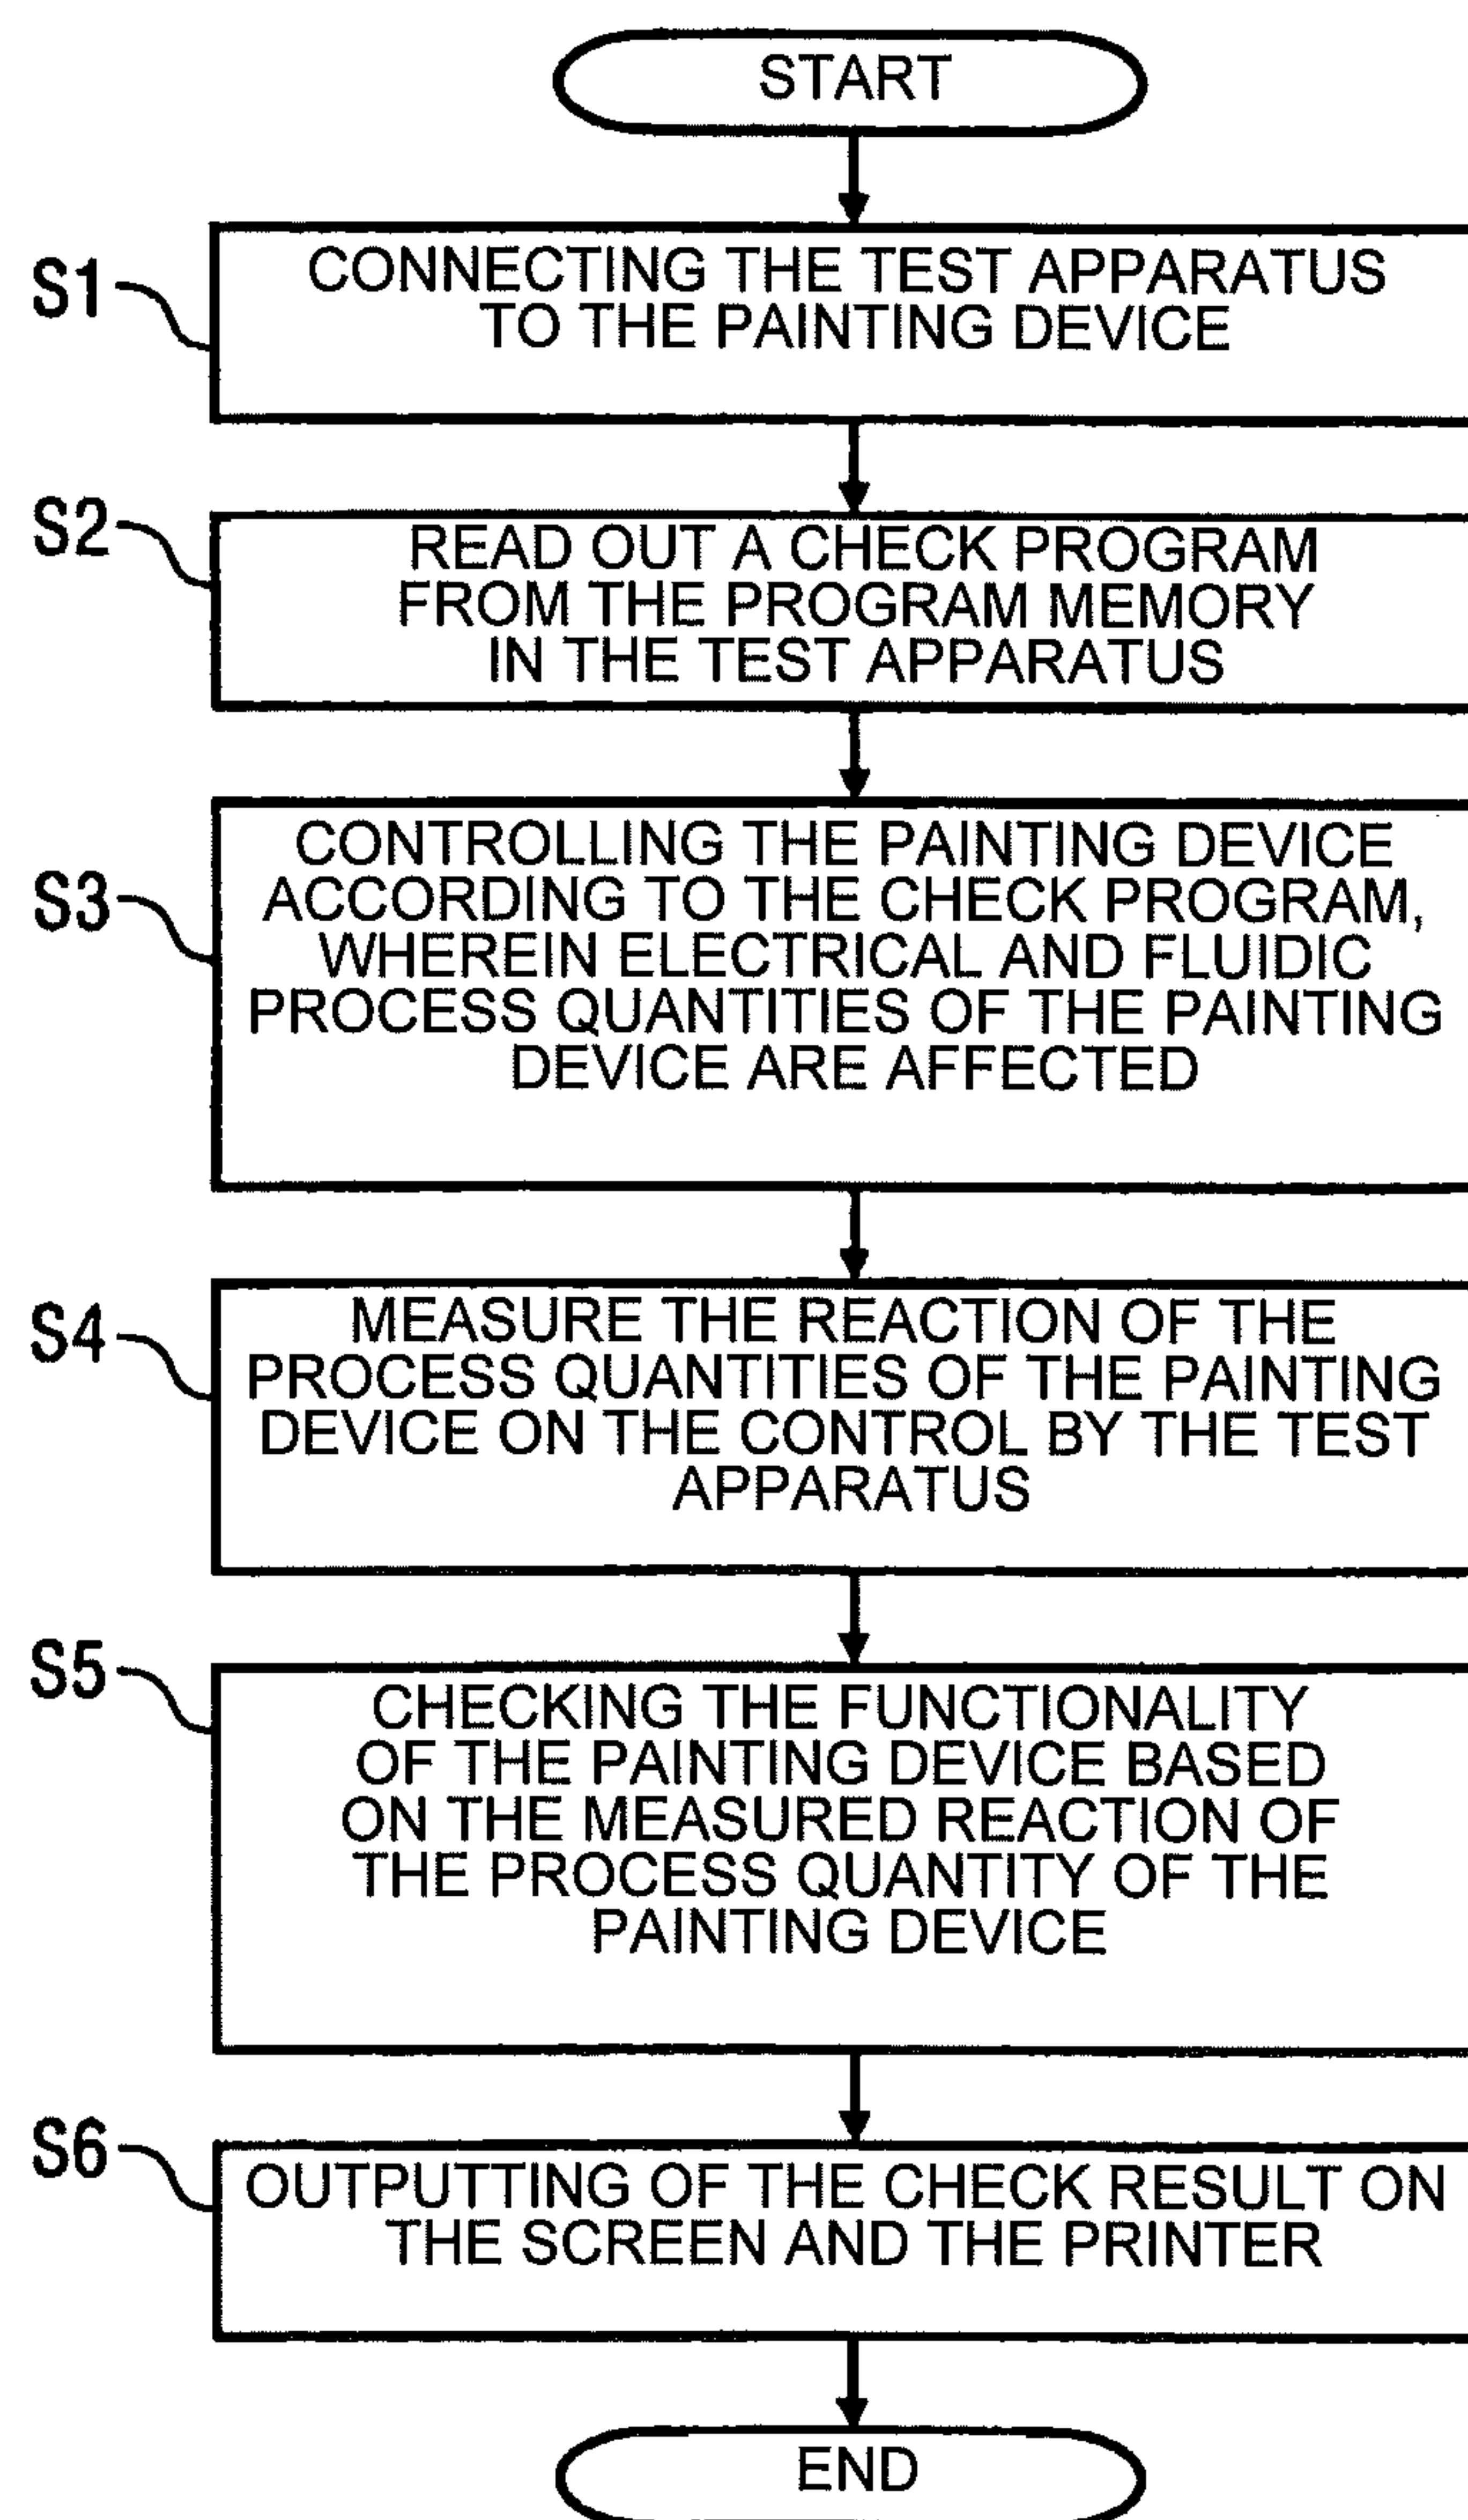 START
S1
CONNECTING THE TEST APPARATUS
TO THE PAINTING DEVICE
S2
READ OUT A CHECK PROGRAM
FROM THE PROGRAM MEMORY
IN THE TEST APPARATUS
S3
CONTROLLING THE PAINTING DEVICE
ACCORDING TO THE CHECK PROGRAM,
WHEREIN ELECTRICAL AND FLUIDIC
PROCESS QUANTITIES OF THE PAINTING
DEVICE ARE AFFECTED
S4
MEASURE THE REACTION OF THE
PROCESS QUANTITIES OF THE PAINTING
DEVICE ON THE CONTROL BY THE TEST
APPARATUS
S5
CHECKING THE FUNCTIONALITY
OF THE PAINTING DEVICE BASED
ON THE MEASURED REACTION OF
THE PROCESS QUANTITY OF THE
PAINTING DEVICE
S6
OUTPUTTING OF THE CHECK RESULT ON
THE SCREEN AND THE PRINTER
END